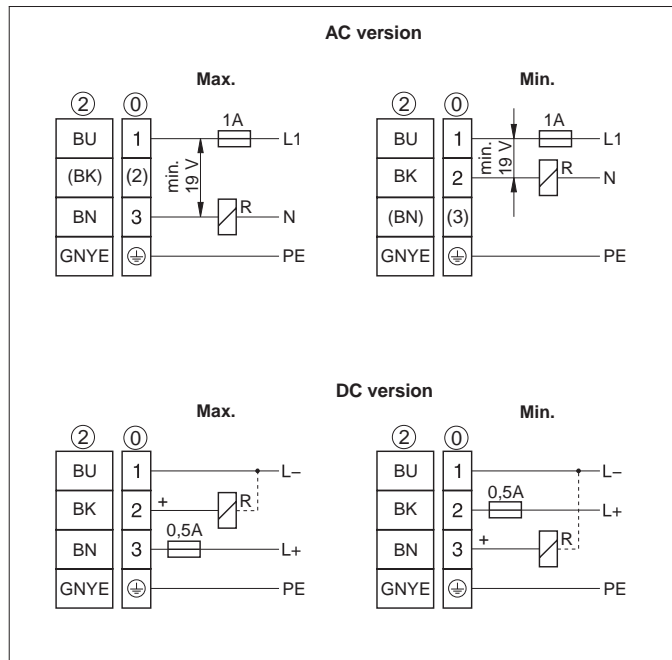 AC version
Max.
2 0
BU 1 1A L1
(BK) (2) min. 19 V
BN 3 R N
GNYE PE
Min.
2 0
BU 1 1A L1
BK 2 min. 19 V R N
(BN) (3)
GNYE PE
DC version
Max.
2 0
BU 1 L–
BK 2 + R
BN 3 0,5A L+
GNYE PE
Min.
2 0
BU 1 L–
BK 2 0,5A L+
BN 3 + R
GNYE PE